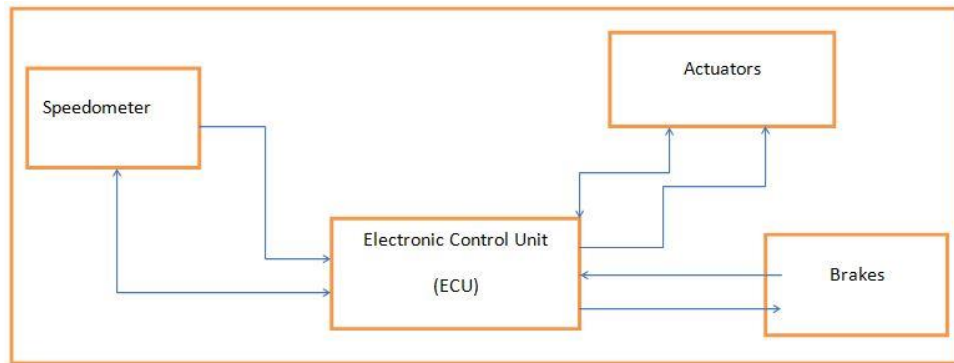 Speedometer
Actuators
Electronic Control Unit
(ECU)
Brakes